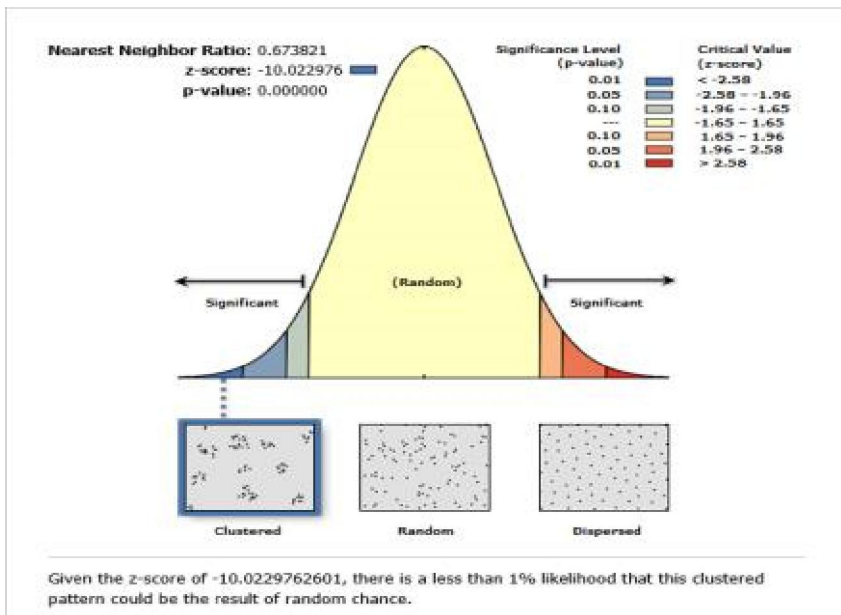 Nearest Neighbor Ratio: 0.673821
z-score: -10.022976
p-value: 0.000000
Significance Level
(p-value)
0.01
0.05
0.10
---
0.10
0.05
0.01
Critical Value
(z-score)
< -2.58
-2.58 – -1.96
-1.96 – -1.65
-1.65 – 1.65
1.65 – 1.96
1.96 – 2.58
> 2.58
(Random)
Significant
Significant
Clustered
Random
Dispersed
Given the z-score of -10.0229762601, there is a less than 1% likelihood that this clustered
pattern could be the result of random chance.